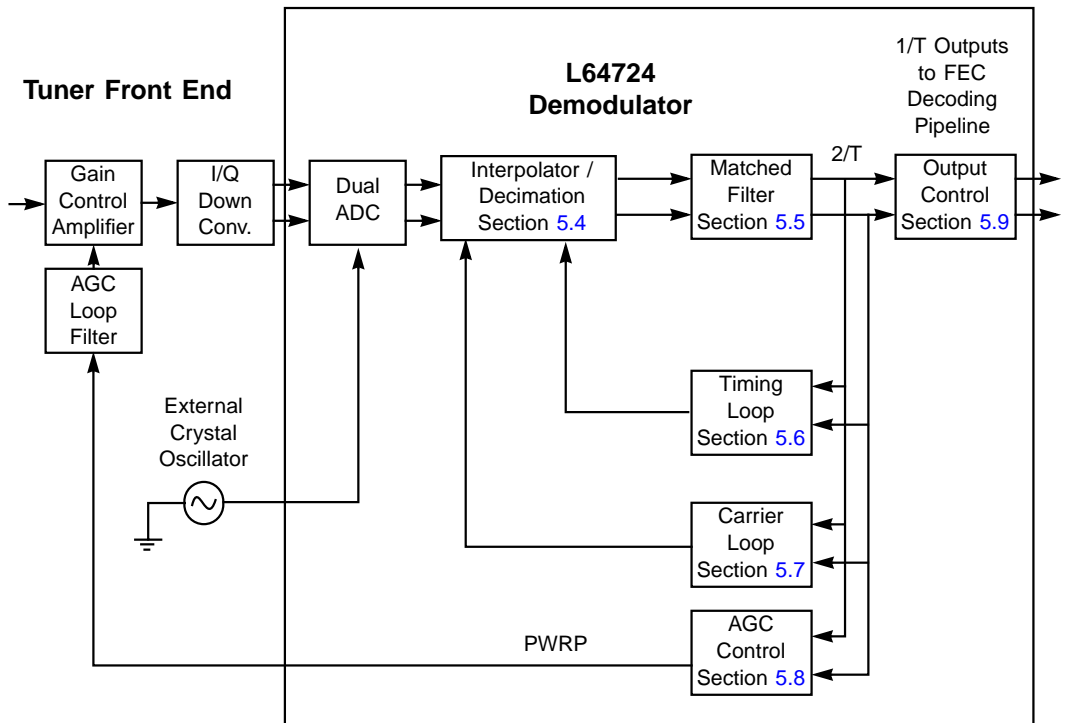 1/T Outputs
to FEC
Decoding
Pipeline
L64724
Demodulator
Tuner Front End
2/T
Gain
Control
Amplifier
I/Q
Down
Conv.
Dual
ADC
Interpolator /
Decimation
Section 5.4
Matched
Filter
Section 5.5
Output
Control
Section 5.9
AGC
Loop
Filter
Timing
Loop
Section 5.6
External
Crystal
Oscillator
Carrier
Loop
Section 5.7
PWRP
AGC
Control
Section 5.8